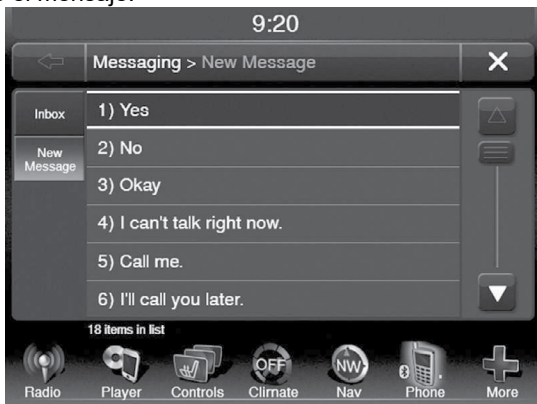 9:20
Messaging > New Message
Inbox
New
Message
1) Yes
2) No
3) Okay
4) I can't talk right now.
5) Call me.
6) I'll call you later.
18 items in list
OFF
NW
Radio Player Controls Climate Nav Phone More